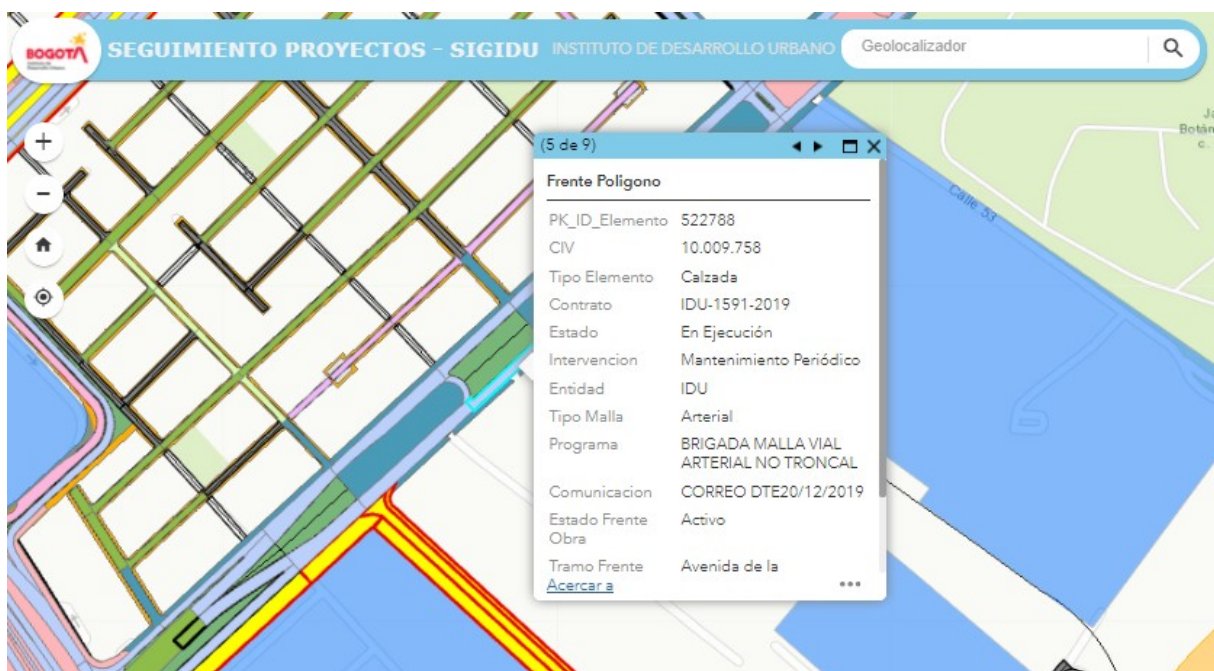 BOGOTÁ
SEGUIMIENTO PROYECTOS - SIGIDU INSTITUTO DE DESARROLLO URBANO
Geolocalizador
(5 de 9)
Frente Poligono
PK_ID_Elemento 522788
CIV 10.009.758
Tipo Elemento Calzada
Contrato IDU-1591-2019
Estado En Ejecución
Intervencion Mantenimiento Periódico
Entidad IDU
Tipo Malla Arterial
Programa BRIGADA MALLA VIAL
ARTERIAL NO TRONCAL
Comunicacion CORREO DTE20/12/2019
Estado Frente Activo
Obra
Tramo Frente Avenida de la
Acercar a
Calle 53
Botán